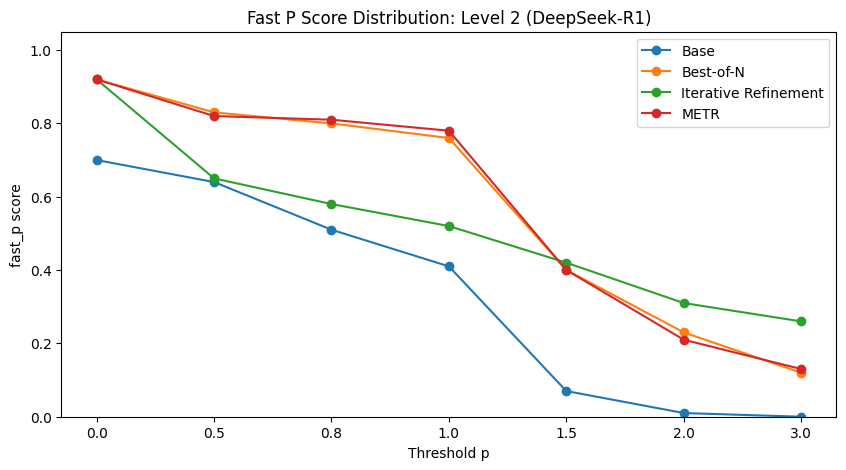 Fast P Score Distribution: Level 2 (DeepSeek-R1)
Base
Best-of-N
Iterative Refinement
METR
fast_p score
1.0
0.8
0.6
0.4
0.2
0.0
0.0 0.5 0.8 1.0 1.5 2.0 3.0
Threshold p